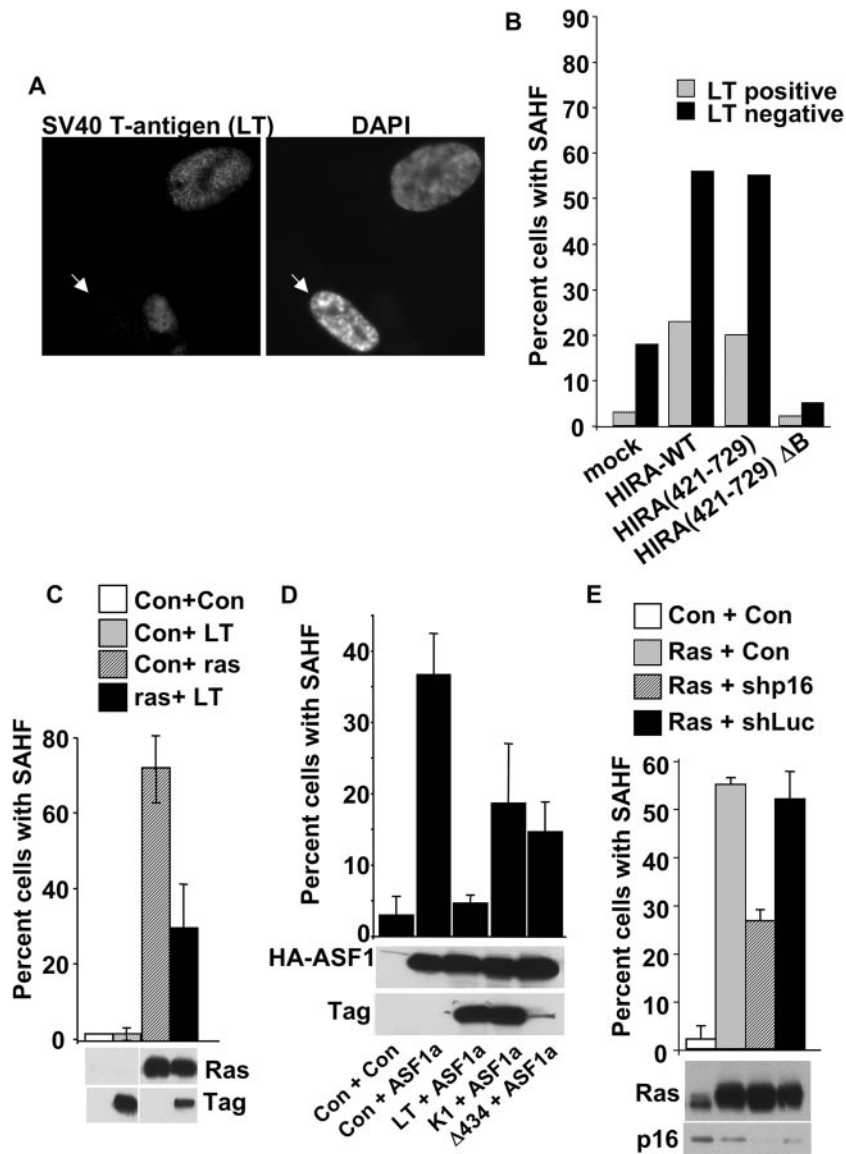 A
SV40 T-antigen (LT)
DAPI
B
Percent cells with SAHF
90
80
70
60
50
40
30
20
10
0
LT positive
LT negative
mock
HIRA-WT
HIRA(421-729)
HIRA(421-729) ΔB
C
Con+Con
Con+ LT
Con+ ras
ras+ LT
Percent cells with SAHF
80
60
40
20
0
Ras
Tag
D
Percent cells with SAHF
40
30
20
10
0
HA-ASF1
Tag
Con + Con
Con + ASF1a
LT + ASF1a
K1 + ASF1a
Δ434 + ASF1a
E
Con + Con
Ras + Con
Ras + shp16
Ras + shLuc
Percent cells with SAHF
60
50
40
30
20
10
0
Ras
p16